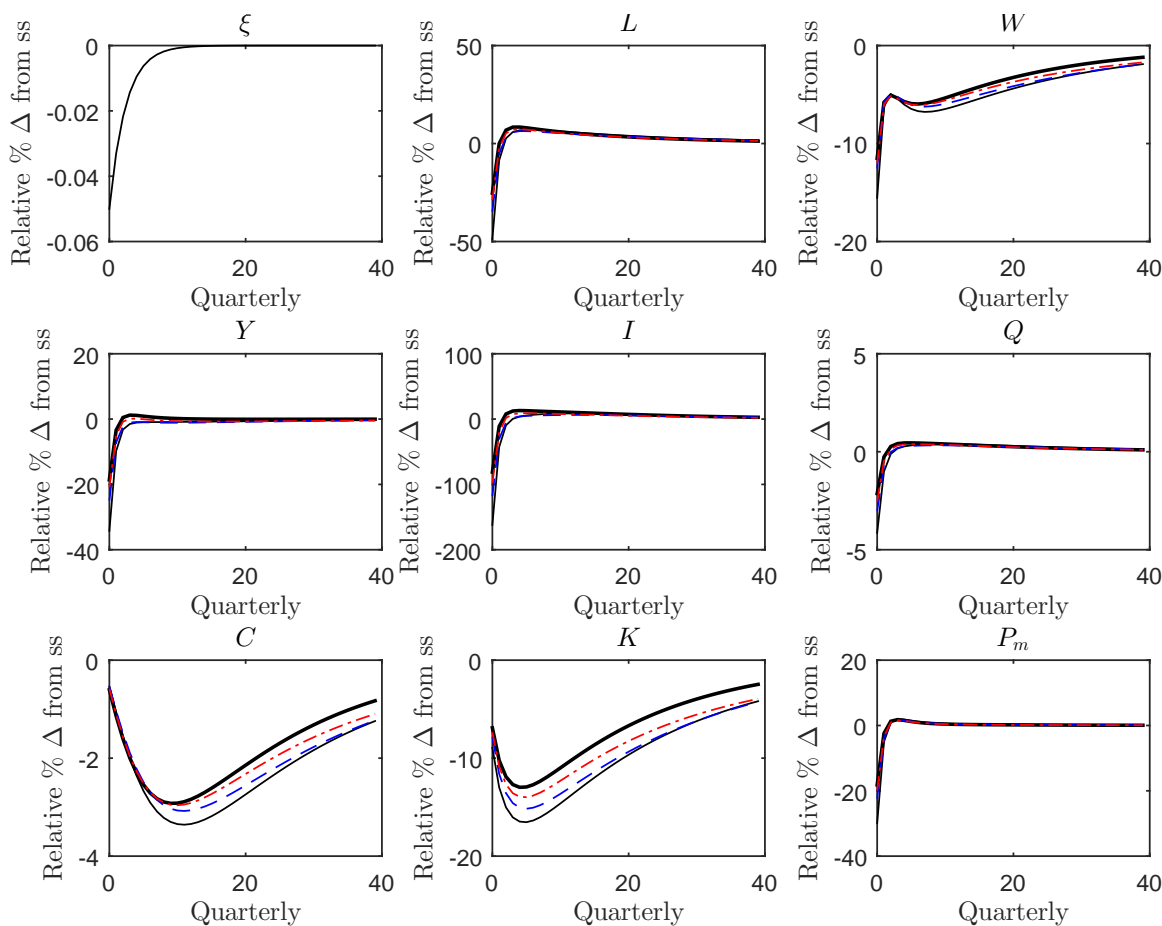 ξ
Relative % Δ from ss
0
-0.02
-0.04
-0.06
0
20
40
Quarterly
L
Relative % Δ from ss
50
0
-50
0
20
40
Quarterly
W
Relative % Δ from ss
0
-10
-20
0
20
40
Quarterly
Y
Relative % Δ from ss
20
0
-20
-40
0
20
40
Quarterly
I
Relative % Δ from ss
100
0
-100
-200
0
20
40
Quarterly
Q
Relative % Δ from ss
5
0
-5
0
20
40
Quarterly
C
Relative % Δ from ss
0
-2
-4
0
20
40
Quarterly
K
Relative % Δ from ss
0
-10
-20
0
20
40
Quarterly
P_m
Relative % Δ from ss
20
0
-20
-40
0
20
40
Quarterly